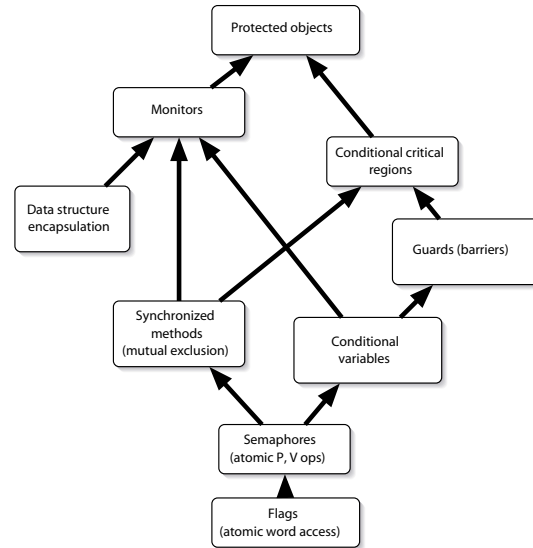 Protected objects
Monitors
Conditional critical
regions
Data structure
encapsulation
Guards (barriers)
Synchronized
methods
(mutual exclusion)
Conditional
variables
Semaphores
(atomic P, V ops)
Flags
(atomic word access)